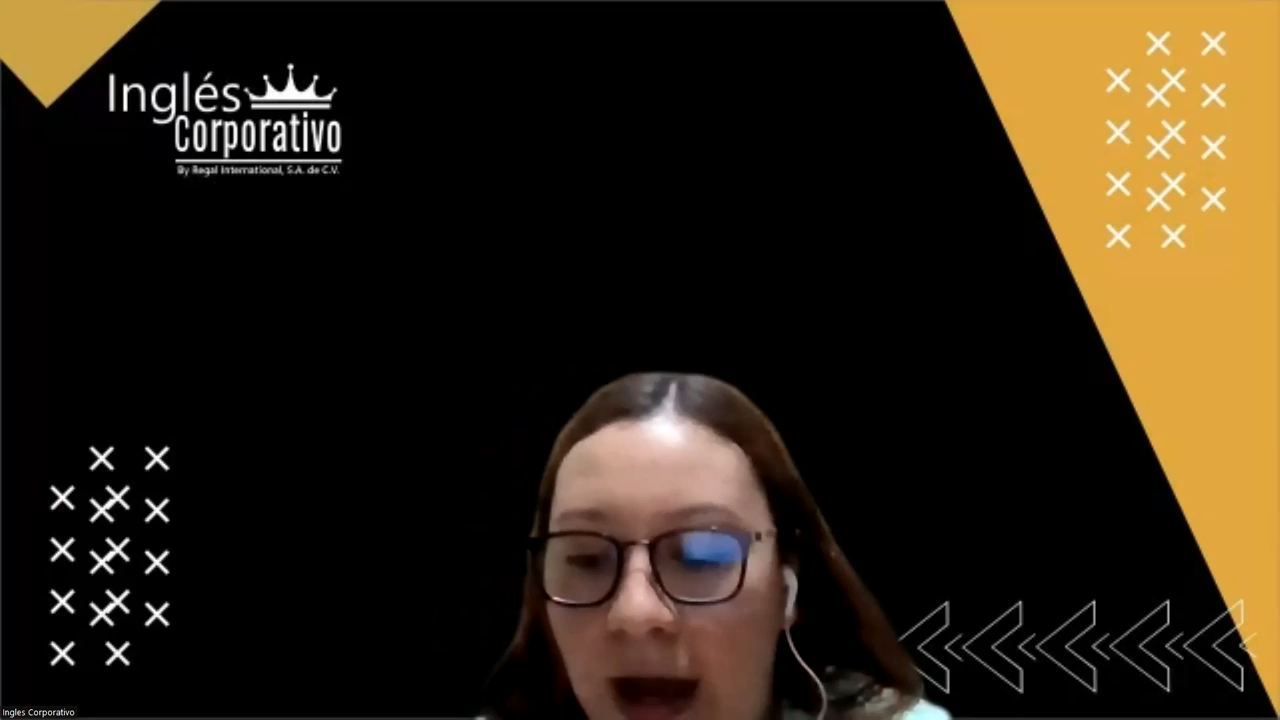 Inglés
Corporativo
By Regal International, S.A. de C.V.
Ingles Corporativo